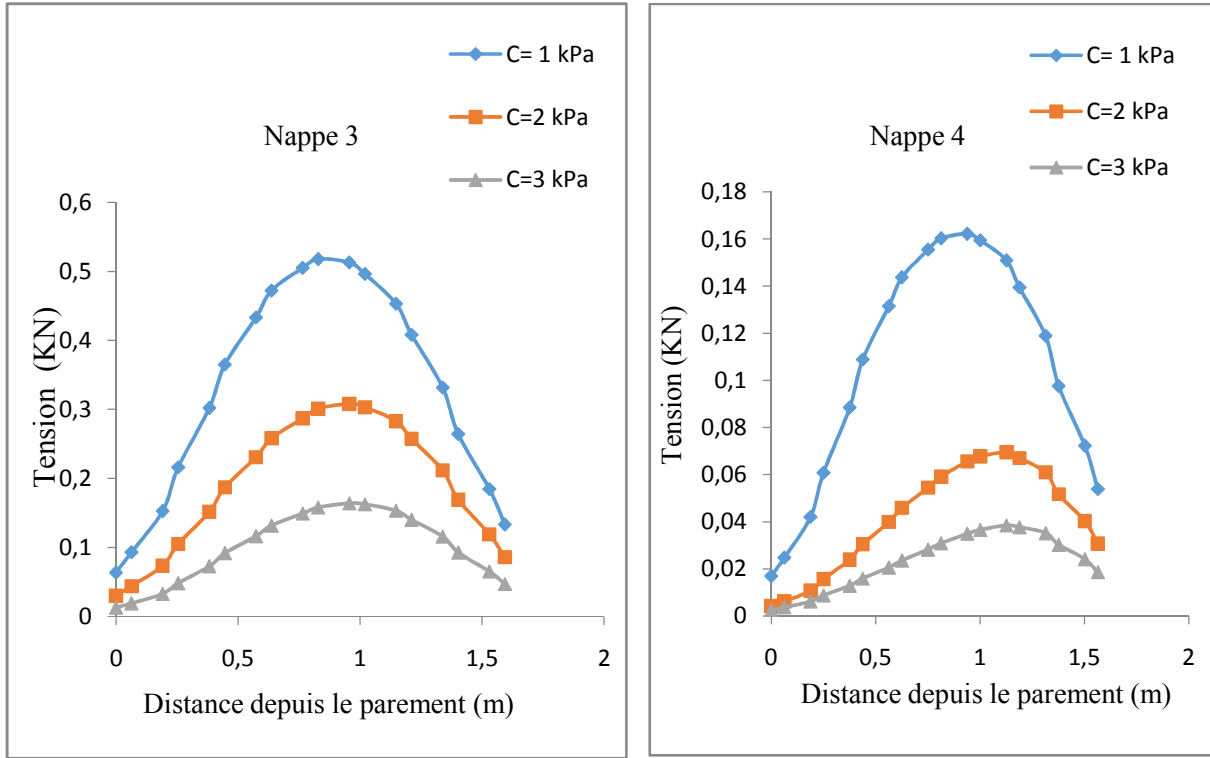 C= 1 kPa
C=2 kPa
Nappe 3
C=3 kPa
0,6
0,5
0,4
0,3
0,2
0,1
0
Tension (KN)
0 0,5 1 1,5 2
Distance depuis le parement (m)
C= 1 kPa
C=2 kPa
Nappe 4
C=3 kPa
0,18
0,16
0,14
0,12
0,1
0,08
0,06
0,04
0,02
0
Tension (KN)
0 0,5 1 1,5 2
Distance depuis le parement (m)